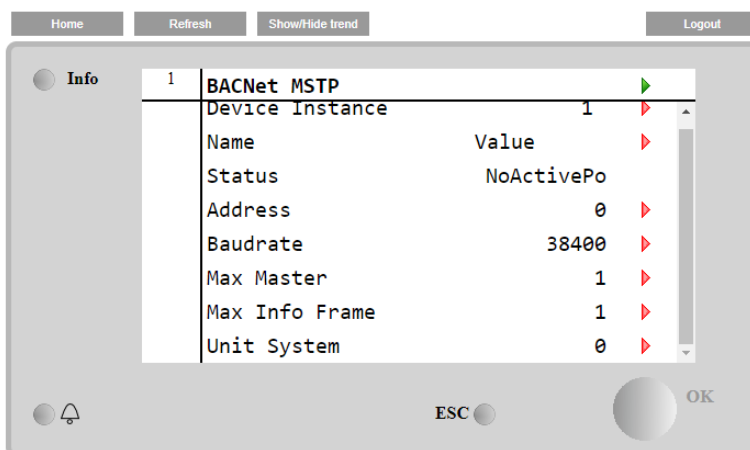 Home Refresh Show/Hide trend Logout
Info
1 BACNet MSTP
Device Instance 1
Name Value
Status NoActivePo
Address 0
Baudrate 38400
Max Master 1
Max Info Frame 1
Unit System 0
ESC OK